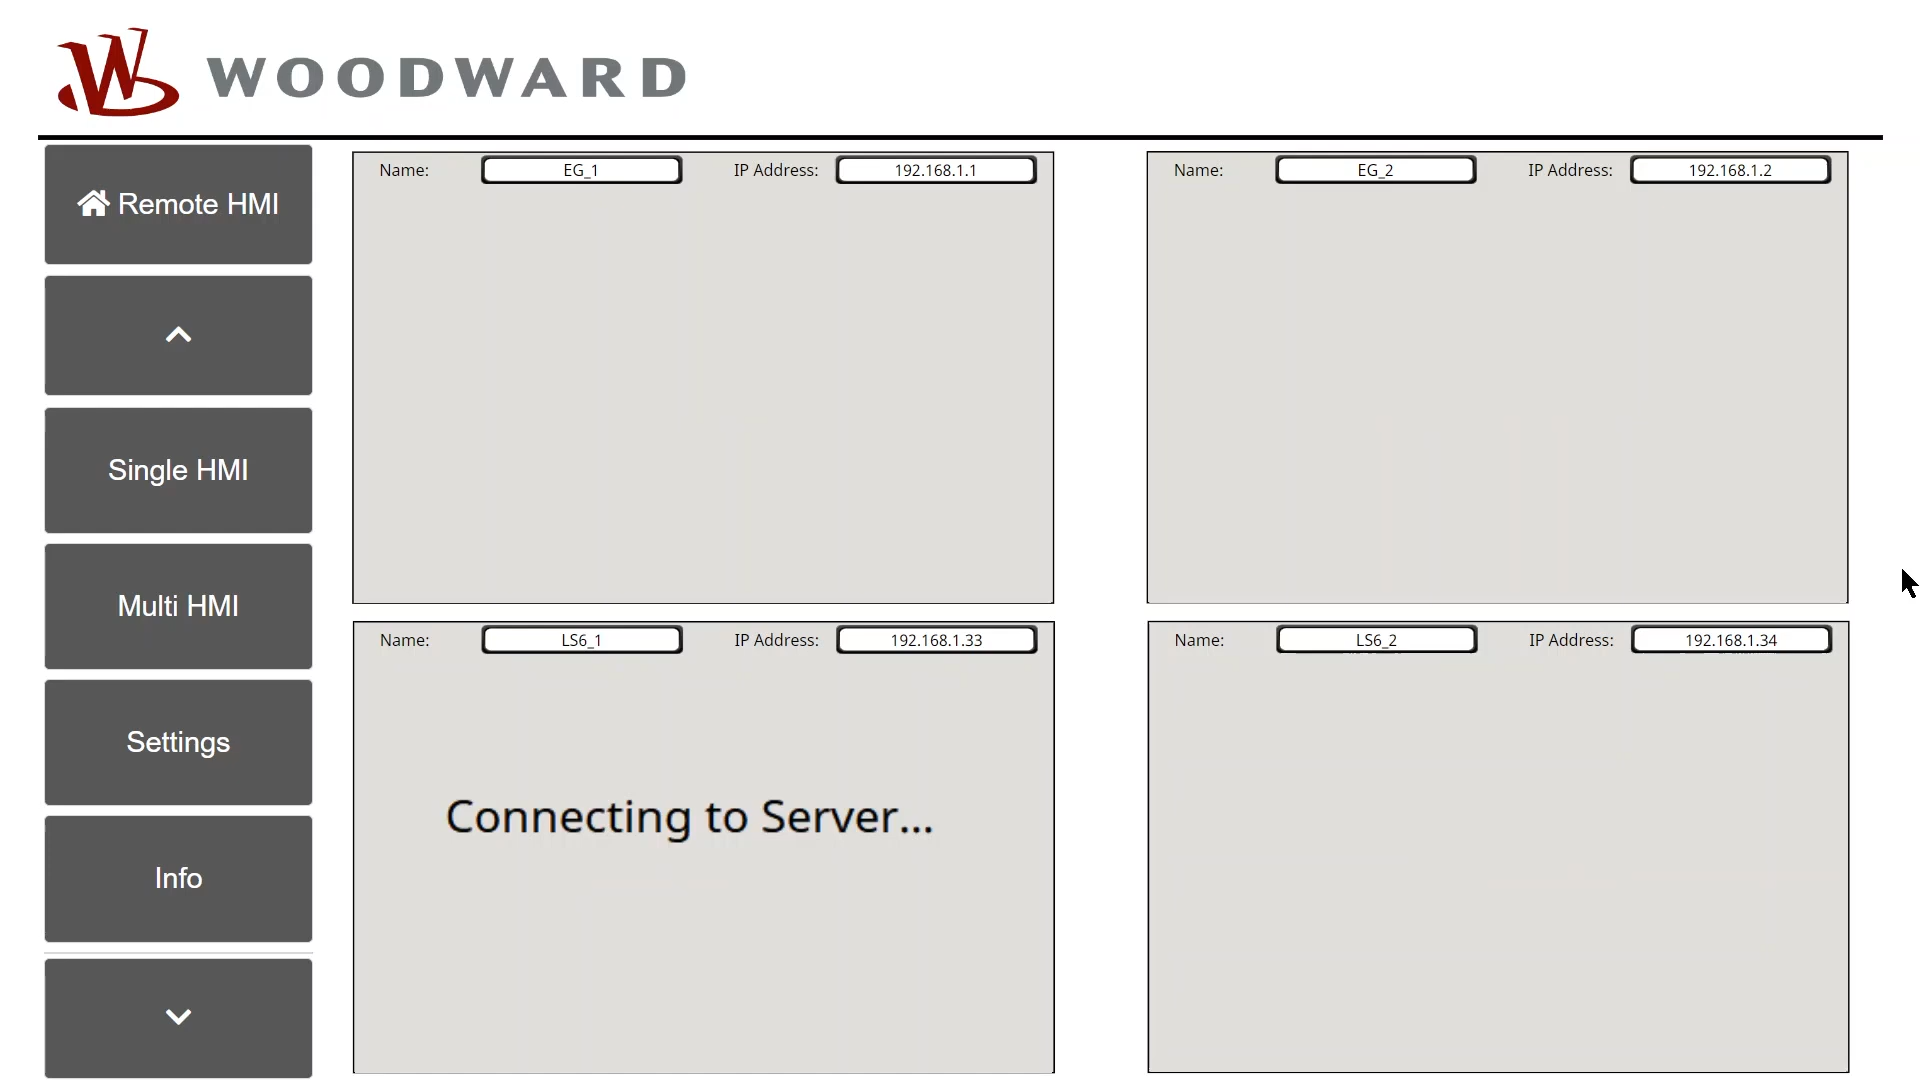 WOODWARD
Remote HMI
Single HMI
Multi HMI
Settings
Info
Name: EG_1 IP Address: 192.168.1.1
Name: EG_2 IP Address: 192.168.1.2
Name: LS6_1 IP Address: 192.168.1.33
Connecting to Server...
Name: LS6_2 IP Address: 192.168.1.34